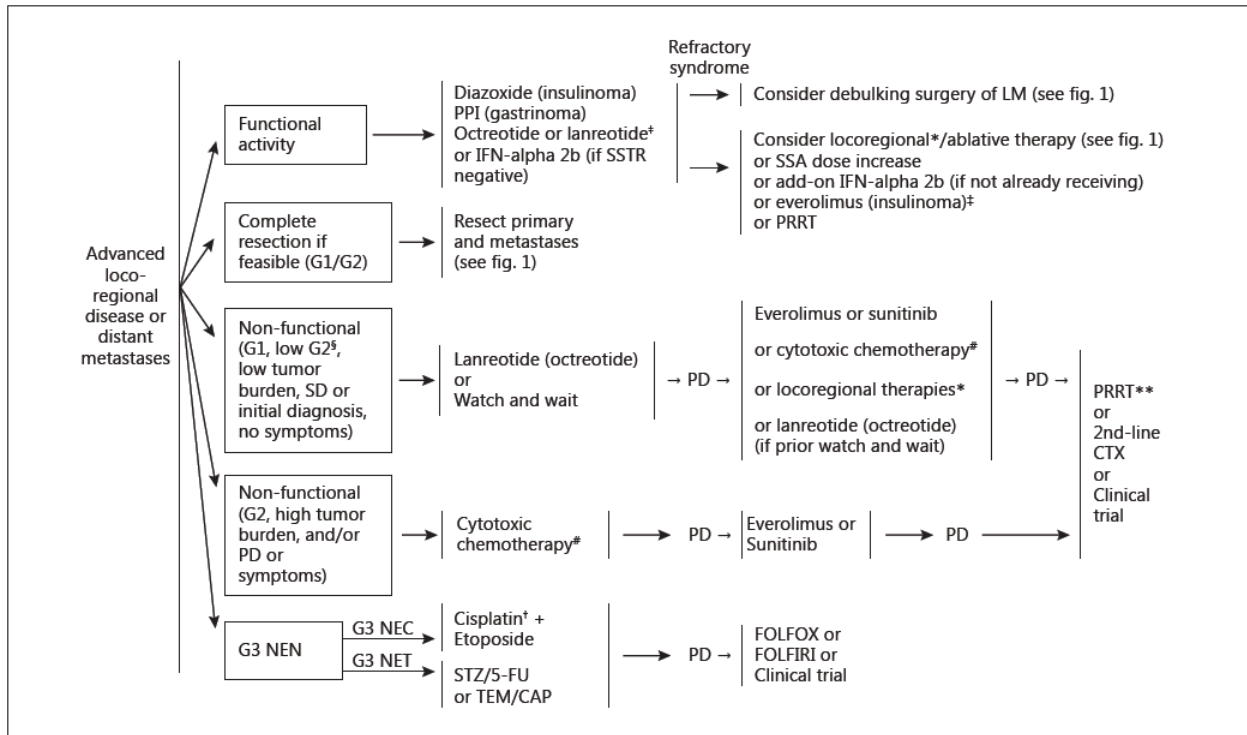 Advanced
loco-
regional
disease or
distant
metastases
Functional
activity
Diazoxide (insulinoma)
PPI (gastrinoma)
Octreotide or lanreotide‡
or IFN-alpha 2b (if SSTR
negative)
Refractory
syndrome
Consider debulking surgery of LM (see fig. 1)
Consider locoregional*/ablative therapy (see fig. 1)
or SSA dose increase
or add-on IFN-alpha 2b (if not already receiving)
or everolimus (insulinoma)‡
or PRRT
Complete
resection if
feasible (G1/G2)
Resect primary
and metastases
(see fig. 1)
Non-functional
(G1, low G2§,
low tumor
burden, SD or
initial diagnosis,
no symptoms)
Lanreotide (octreotide)
or
Watch and wait
→ PD →
Everolimus or sunitinib
or cytotoxic chemotherapy#
or locoregional therapies*
or lanreotide (octreotide)
(if prior watch and wait)
→ PD →
PRRT**
or
2nd-line
CTX
or
Clinical
trial
Non-functional
(G2, high tumor
burden, and/or
PD or
symptoms)
Cytotoxic
chemotherapy#
PD →
Everolimus or
Sunitinib
PD
G3 NEN
G3 NEC
Cisplatin† +
Etoposide
G3 NET
STZ/5-FU
or TEM/CAP
PD →
FOLFOX or
FOLFIRI or
Clinical trial